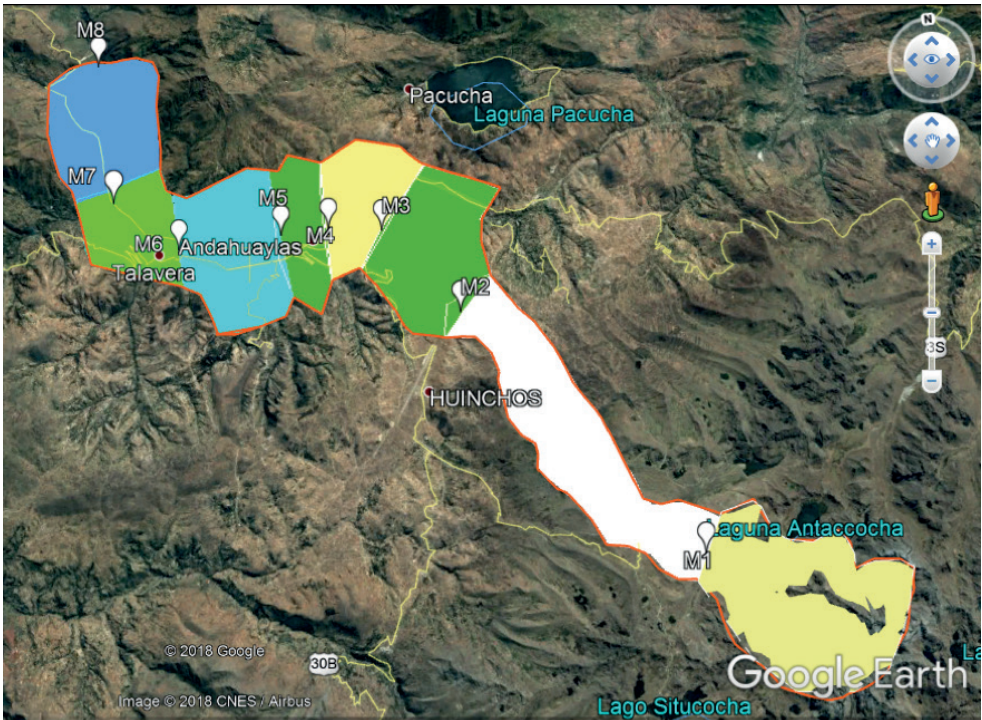 M8
N
Pacucha
Laguna Pacucha
M7
M5
M3
M4
M6
Andahuaylas
Talavera
M2
3S
HUINCHOS
Laguna Antaccocha
M1
© 2018 Google
30B
Google Earth
Image © 2018 CNES / Airbus
Lago Situcocha